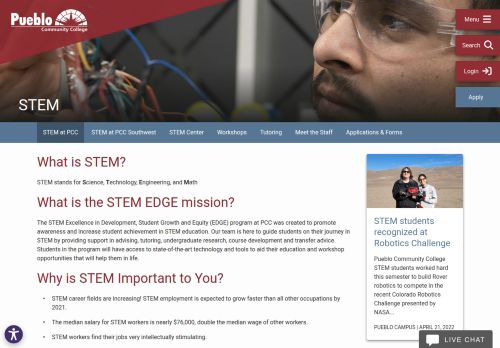 Pueblo
Community College
Menu
Search
Login
Apply
STEM
STEM at PCC
STEM at PCC Southwest
STEM Center
Workshops
Tutoring
Meet the Staff
Applications & Forms
What is STEM?
STEM stands for Science, Technology, Engineering, and Math
What is the STEM EDGE mission?
The STEM Excellence in Development, Student Growth and Equity (EDGE) program at PCC was created to promote
awareness and increase student achievement in STEM education. Our team is here to guide students on their journey in
STEM by providing support in advising, tutoring, undergraduate research, course development and transfer advice.
Students in the program will have access to state-of-the-art technology and tools to aid their education and workshop
opportunities that will help them in life.
Why is STEM Important to You?
• STEM career fields are increasing! STEM employment is expected to grow faster than all other occupations by
2021.
• The median salary for STEM workers is nearly $76,000, double the median wage of other workers.
• STEM workers find their jobs very intellectually stimulating.
STEM students
recognized at
Robotics Challenge
Pueblo Community College
STEM students worked hard
this semester to build Rover
robotics to compete in the
recent Colorado Robotics
Challenge presented by
NASA...
PUEBLO CAMPUS | APRIL 21, 2022
LIVE CHAT